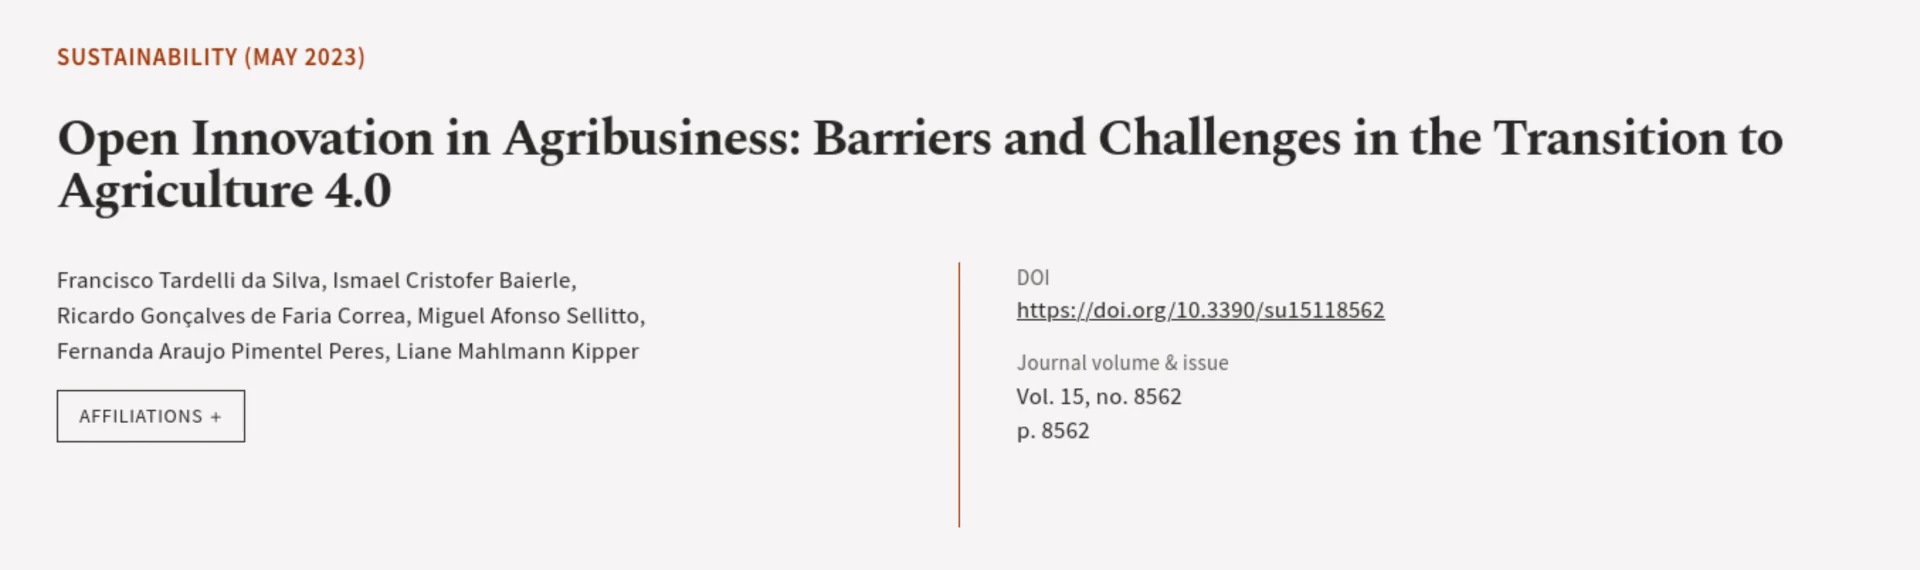 SUSTAINABILITY (MAY 2023)
Open Innovation in Agribusiness: Barriers and Challenges in the Transition to
Agriculture 4.0
Francisco Tardelli da Silva, Ismael Cristofer Baierle,
Ricardo Gonçalves de Faria Correa, Miguel Afonso Sellitto,
Fernanda Araujo Pimentel Peres, Liane Mahlmann Kipper
AFFILIATIONS +
DOI
https://doi.org/10.3390/su15118562
Journal volume & issue
Vol. 15, no. 8562
p. 8562